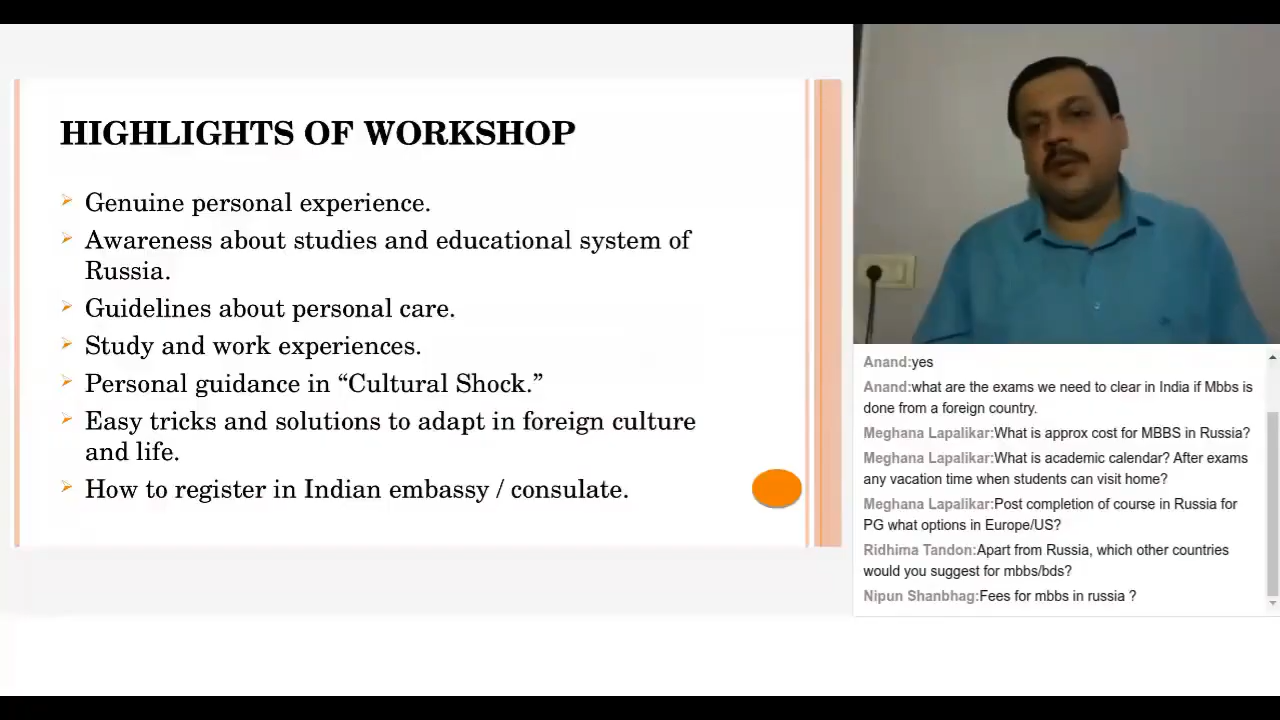 HIGHLIGHTS OF WORKSHOP
Genuine personal experience.
Awareness about studies and educational system of
Russia.
Guidelines about personal care.
Study and work experiences.
Personal guidance in “Cultural Shock.”
Easy tricks and solutions to adapt in foreign culture
and life.
How to register in Indian embassy / consulate.
Anand:yes
Anand:what are the exams we need to clear in India if Mbbs is
done from a foreign country.
Meghana Lapalikar:What is approx cost for MBBS in Russia?
Meghana Lapalikar:What is academic calendar? After exams
any vacation time when students can visit home?
Meghana Lapalikar:Post completion of course in Russia for
PG what options in Europe/US?
Ridhima Tandon:Apart from Russia, which other countries
would you suggest for mbbs/bds?
Nipun Shanbhag:Fees for mbbs in russia ?